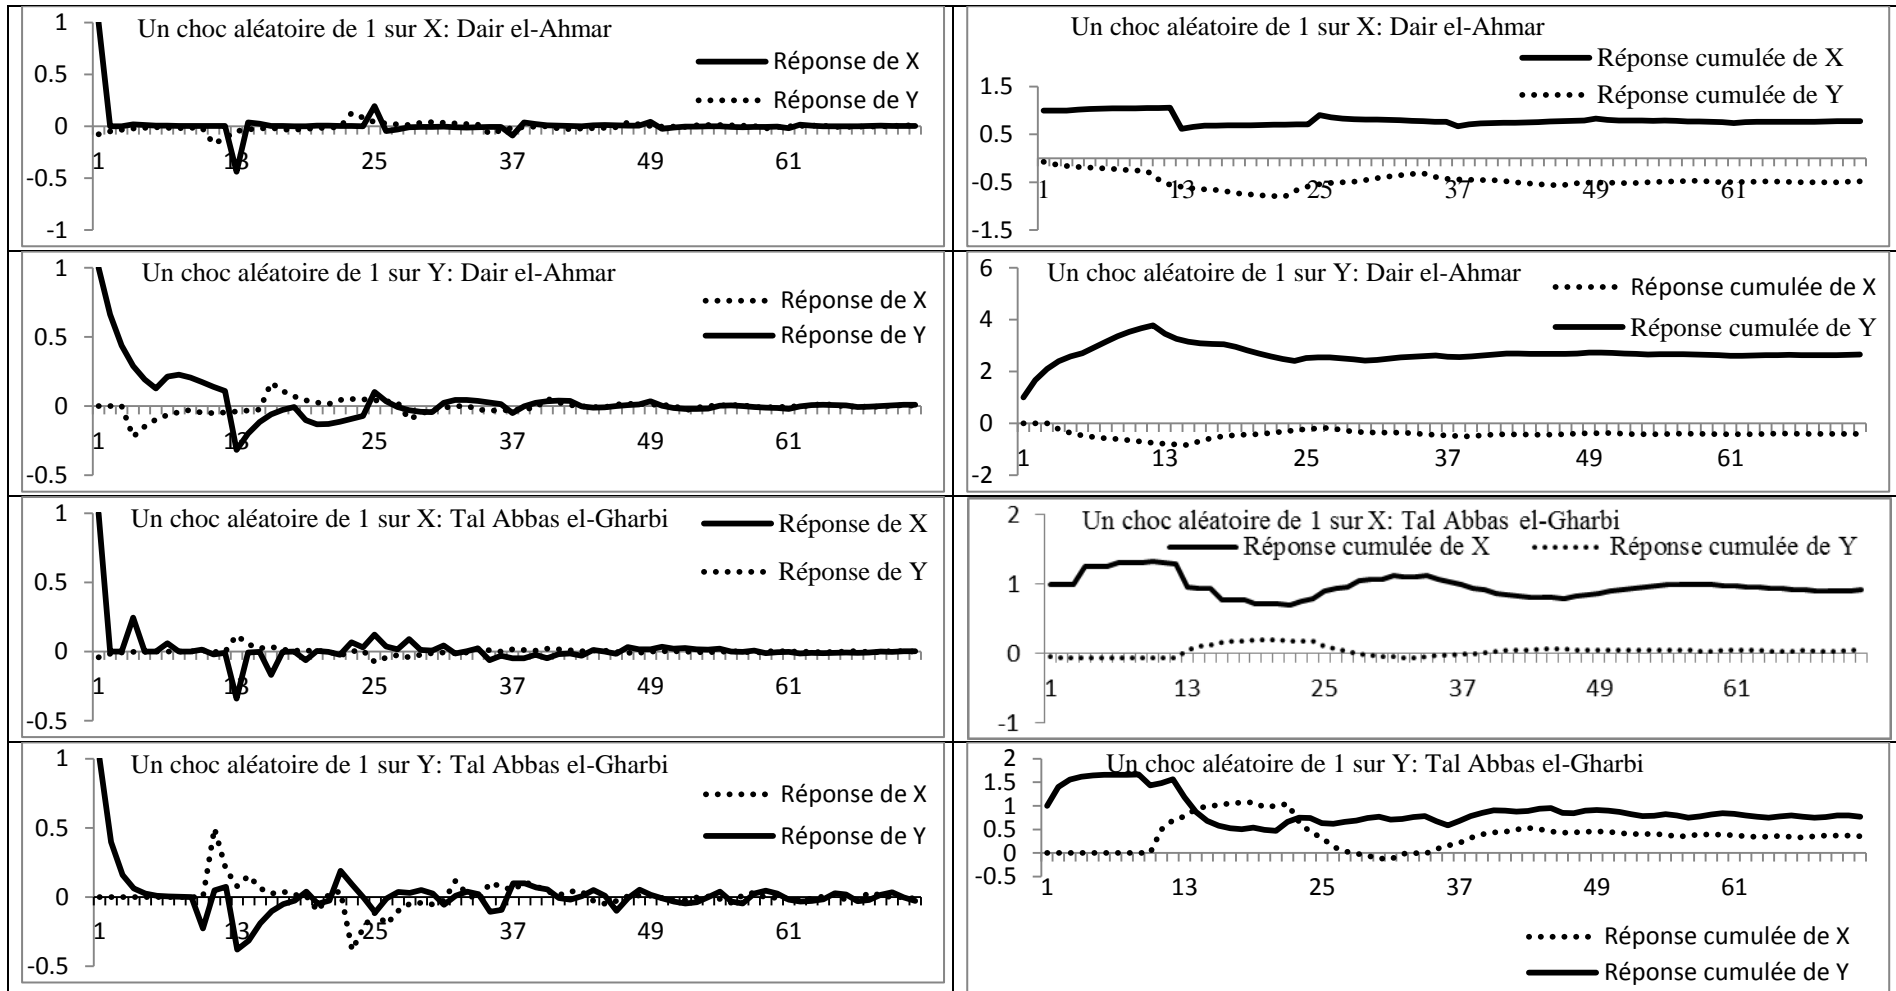 Un choc aléatoire de 1 sur X: Dair el-Ahmar
Réponse de X
Réponse de Y
1
0.5
0
-0.5
-1
1 13 25 37 49 61
Un choc aléatoire de 1 sur X: Dair el-Ahmar
Réponse cumulée de X
Réponse cumulée de Y
1.5
0.5
-0.5
-1.5
1 13 25 37 49 61
Un choc aléatoire de 1 sur Y: Dair el-Ahmar
Réponse de X
Réponse de Y
1
0.5
0
-0.5
1 13 25 37 49 61
Un choc aléatoire de 1 sur Y: Dair el-Ahmar
Réponse cumulée de X
Réponse cumulée de Y
6
4
2
0
-2
1 13 25 37 49 61
Un choc aléatoire de 1 sur X: Tal Abbas el-Gharbi
Réponse de X
Réponse de Y
1
0.5
0
-0.5
1 13 25 37 49 61
Un choc aléatoire de 1 sur X: Tal Abbas el-Gharbi
Réponse cumulée de X Réponse cumulée de Y
2
1
0
-1
1 13 25 37 49 61
Un choc aléatoire de 1 sur Y: Tal Abbas el-Gharbi
Réponse de X
Réponse de Y
1
0.5
0
-0.5
1 13 25 37 49 61
Un choc aléatoire de 1 sur Y: Tal Abbas el-Gharbi
2
1.5
1
0.5
0
-0.5
1 13 25 37 49 61
Réponse cumulée de X
Réponse cumulée de Y